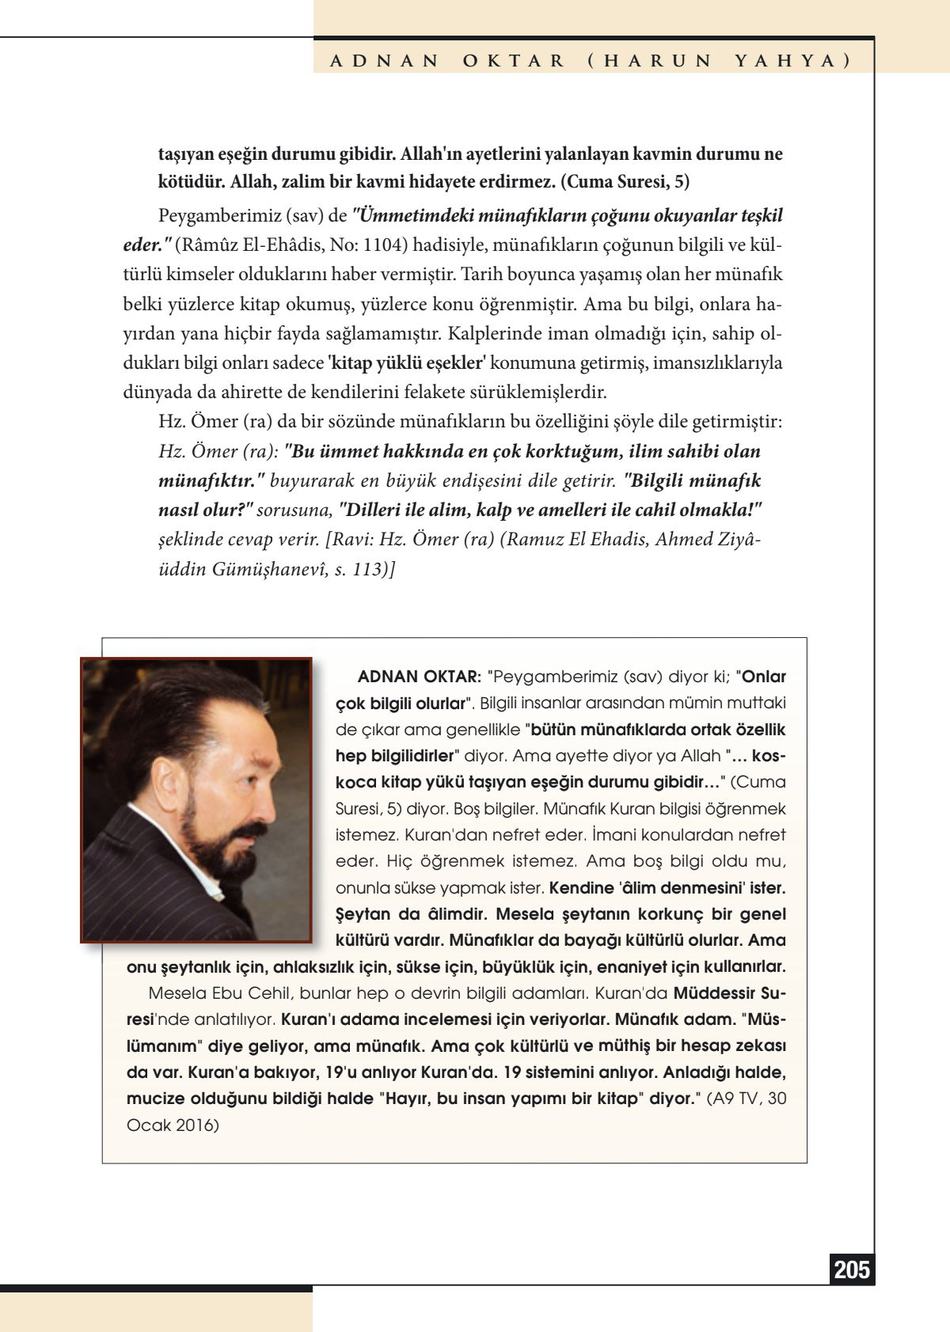 ADNAN OKTAR (HARUN YAHYA)
taşıyan eşeğin durumu gibidir. Allah'ın ayetlerini yalanlayan kavmin durumu ne
kötüdür. Allah, zalim bir kavmi hidayete erdirmez. (Cuma Suresi, 5)
Peygamberimiz (sav) de "Ümmetimdeki münafıkların çoğunu okuyanlar teşkil
eder." (Râmûz El-Ehâdis, No: 1104) hadisiyle, münafıkların çoğunun bilgili ve kül-
türlü kimseler olduklarını haber vermiştir. Tarih boyunca yaşamış olan her münafık
belki yüzlerce kitap okumuş, yüzlerce konu öğrenmiştir. Ama bu bilgi, onlara ha-
yırdan yana hiçbir fayda sağlamamıştır. Kalplerinde iman olmadığı için, sahip ol-
dukları bilgi onları sadece 'kitap yüklü eşekler' konumuna getirmiş, imansızlıklarıyla
dünyada da ahirette de kendilerini felakete sürüklemişlerdir.
Hz. Ömer (ra) da bir sözünde münafıkların bu özelliğini şöyle dile getirmiştir:
Hz. Ömer (ra): "Bu ümmet hakkında en çok korktuğum, ilim sahibi olan
münafıktır." buyurarak en büyük endişesini dile getirir. "Bilgili münafık
nasıl olur?" sorusuna, "Dilleri ile alim, kalp ve amelleri ile cahil olmakla!"
şeklinde cevap verir. [Ravi: Hz. Ömer (ra) (Ramuz El Ehadis, Ahmed Ziyâ-
üddin Gümüşhanevî, s. 113)]
ADNAN OKTAR: "Peygamberimiz (sav) diyor ki; "Onlar
çok bilgili olurlar". Bilgili insanlar arasından mümin muttaki
de çıkar ama genellikle "bütün münafıklarda ortak özellik
hep bilgilidirler" diyor. Ama ayette diyor ya Allah "... kos-
koca kitap yükü taşıyan eşeğin durumu gibidir..." (Cuma
Suresi, 5) diyor. Boş bilgiler. Münafık Kuran bilgisi öğrenmek
istemez. Kuran'dan nefret eder. İmani konulardan nefret
eder. Hiç öğrenmek istemez. Ama boş bilgi oldu mu,
onunla sükse yapmak ister. Kendine 'âlim denmesini' ister.
Şeytan da âlimdir. Mesela şeytanın korkunç bir genel
kültürü vardır. Münafıklar da bayağı kültürlü olurlar. Ama
onu şeytanlık için, ahlaksızlık için, sükse için, büyüklük için, enaniyet için kullanırlar.
Mesela Ebu Cehil, bunlar hep o devrin bilgili adamları. Kuran'da Müddessir Su-
resi'nde anlatılıyor. Kuran'ı adama incelemesi için veriyorlar. Münafık adam. "Müs-
lümanım" diye geliyor, ama münafık. Ama çok kültürlü ve müthiş bir hesap zekası
da var. Kuran'a bakıyor, 19'u anlıyor Kuran'da. 19 sistemini anlıyor. Anladığı halde,
mucize olduğunu bildiği halde "Hayır, bu insan yapımı bir kitap" diyor." (A9 TV, 30
Ocak 2016)
205